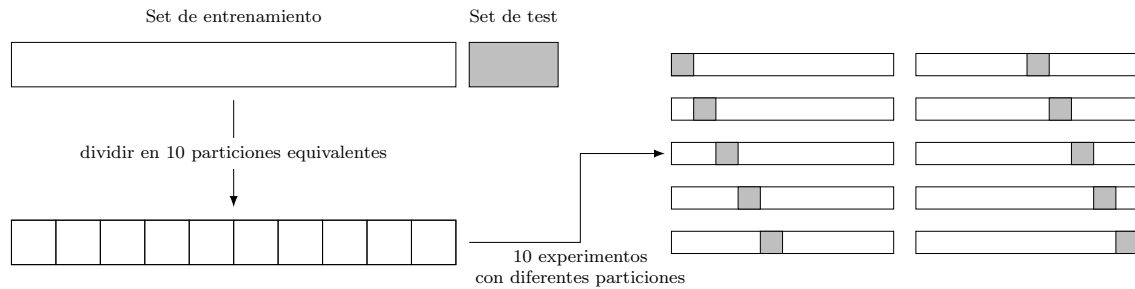 Set de entrenamiento
Set de test
dividir en 10 particiones equivalentes
10 experimentos
con diferentes particiones